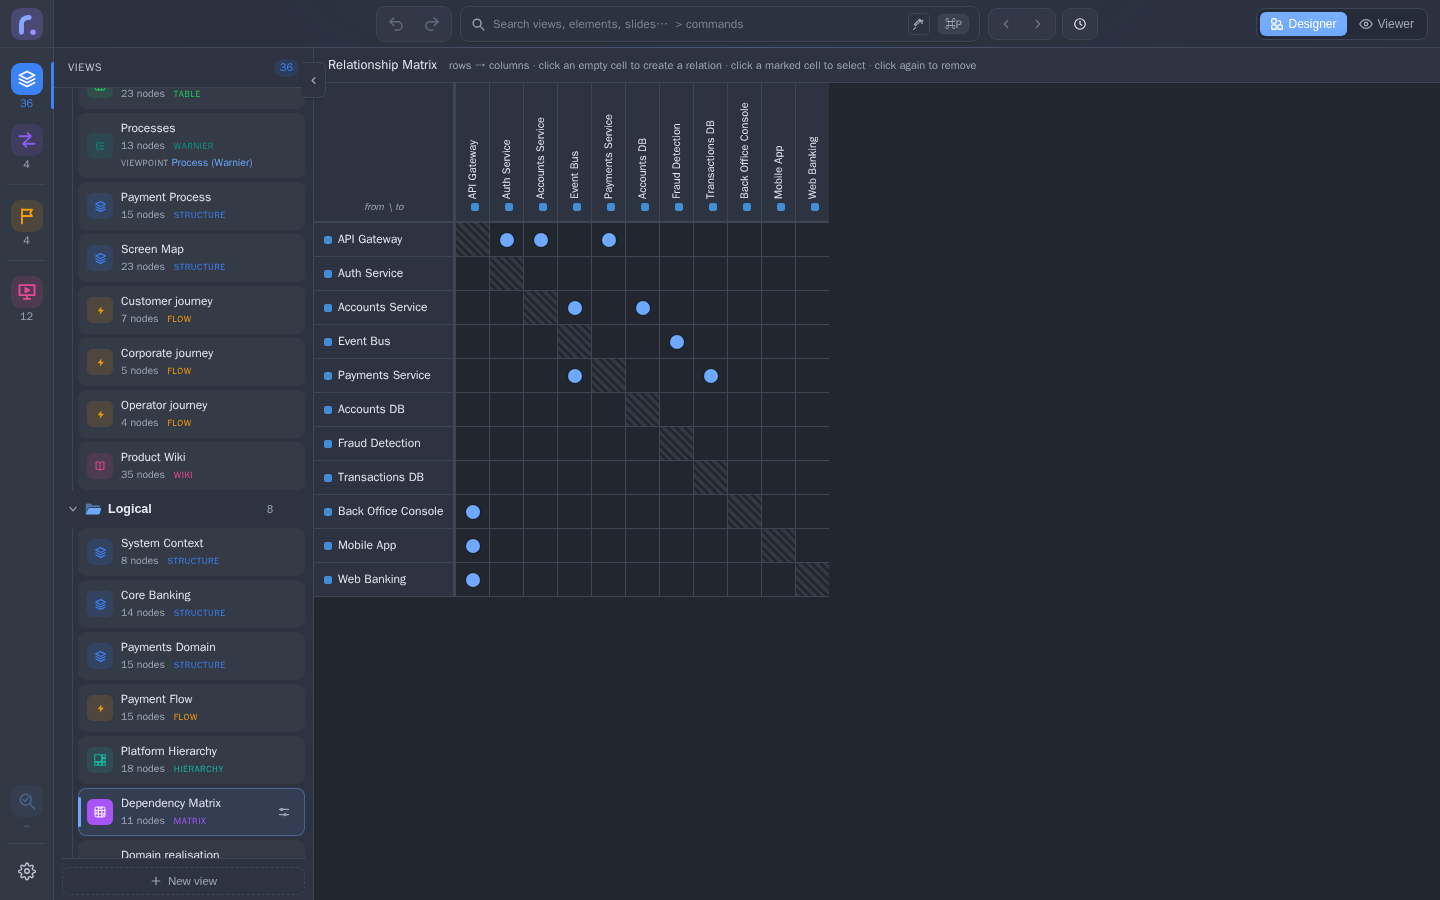 Search views, elements, slides··· > commands
⌘P
Designer
Viewer
36
4
4
12
VIEWS
36
23 nodes TABLE
Processes
13 nodes WARNIER
VIEWPOINT Process (Warnier)
Payment Process
15 nodes STRUCTURE
Screen Map
23 nodes STRUCTURE
Customer journey
7 nodes FLOW
Corporate journey
5 nodes FLOW
Operator journey
4 nodes FLOW
Product Wiki
35 nodes WIKI
Logical 8
System Context
8 nodes STRUCTURE
Core Banking
14 nodes STRUCTURE
Payments Domain
15 nodes STRUCTURE
Payment Flow
15 nodes FLOW
Platform Hierarchy
18 nodes HIERARCHY
Dependency Matrix
11 nodes MATRIX
Domain realisation
+ New view
Relationship Matrix rows → columns · click an empty cell to create a relation · click a marked cell to select · click again to remove
from \ to
API Gateway
Auth Service
Accounts Service
Event Bus
Payments Service
Accounts DB
Fraud Detection
Transactions DB
Back Office Console
Mobile App
Web Banking
API Gateway
Auth Service
Accounts Service
Event Bus
Payments Service
Accounts DB
Fraud Detection
Transactions DB
Back Office Console
Mobile App
Web Banking